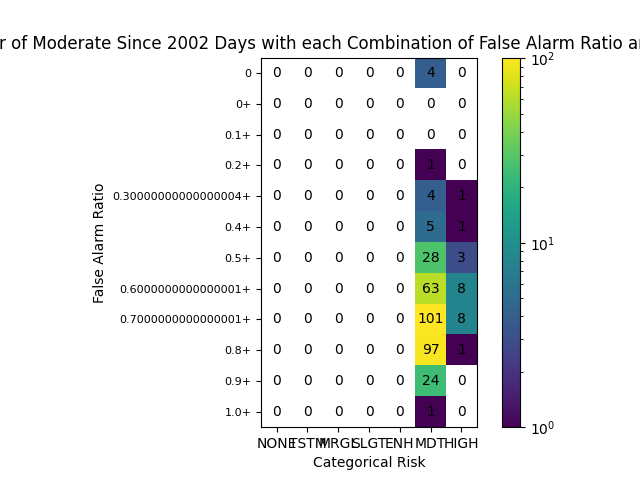 r of Moderate Since 2002 Days with each Combination of False Alarm Ratio a
False Alarm Ratio
0 0 0 0 0 0 4 0
0+ 0 0 0 0 0 0 0
0.1+ 0 0 0 0 0 0 0
0.2+ 0 0 0 0 0 1 0
0.30000000000000004+ 0 0 0 0 0 4 1
0.4+ 0 0 0 0 0 5 1
0.5+ 0 0 0 0 0 28 3
0.6000000000000001+ 0 0 0 0 0 63 8
0.7000000000000001+ 0 0 0 0 0 101 8
0.8+ 0 0 0 0 0 97 1
0.9+ 0 0 0 0 0 24 0
1.0+ 0 0 0 0 0 1 0
NONE TSTM MRGL SLGT ENH MDT HIGH
Categorical Risk
10²
10¹
10⁰